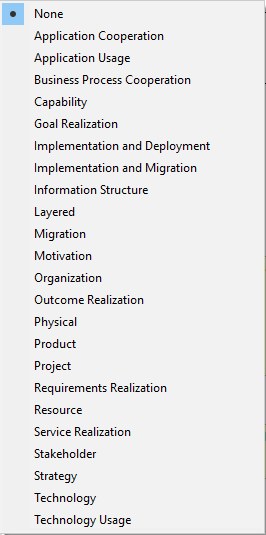 None
Application Cooperation
Application Usage
Business Process Cooperation
Capability
Goal Realization
Implementation and Deployment
Implementation and Migration
Information Structure
Layered
Migration
Motivation
Organization
Outcome Realization
Physical
Product
Project
Requirements Realization
Resource
Service Realization
Stakeholder
Strategy
Technology
Technology Usage